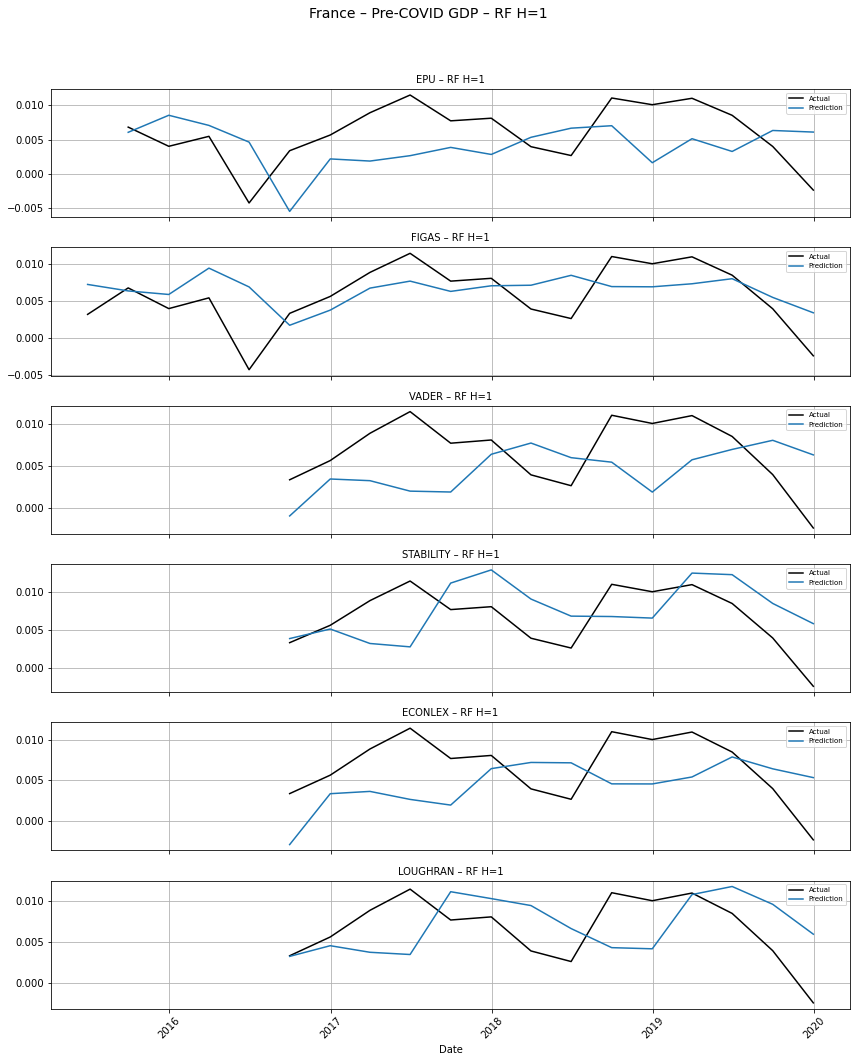 France – Pre-COVID GDP – RF H=1
EPU – RF H=1
Actual
Prediction
0.010
0.005
0.000
−0.005
FIGAS – RF H=1
Actual
Prediction
0.010
0.005
0.000
−0.005
VADER – RF H=1
Actual
Prediction
0.010
0.005
0.000
STABILITY – RF H=1
Actual
Prediction
0.010
0.005
0.000
ECONLEX – RF H=1
Actual
Prediction
0.010
0.005
0.000
LOUGHRAN – RF H=1
Actual
Prediction
0.010
0.005
0.000
2016 2017 2018 2019 2020
Date